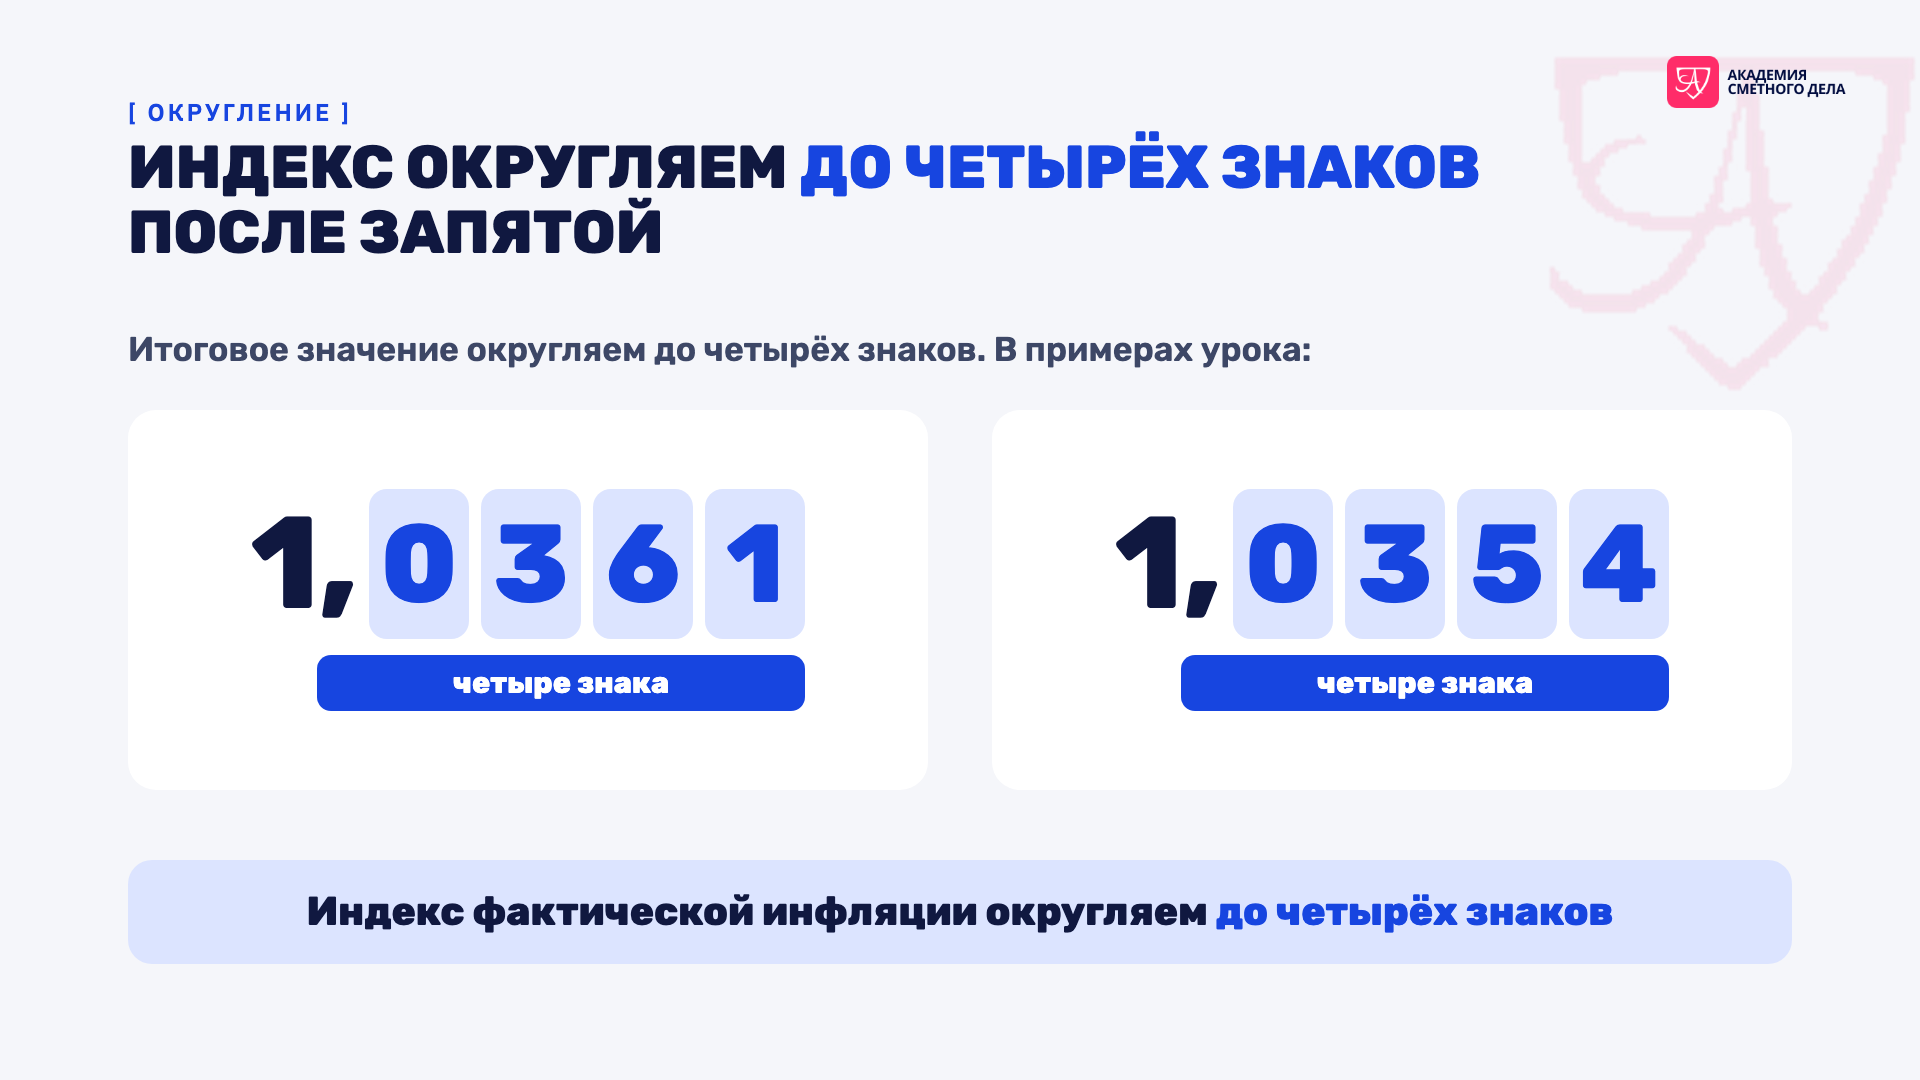 АКАДЕМИЯ
СМЕТНОГО ДЕЛА
[ ОКРУГЛЕНИЕ ]
ИНДЕКС ОКРУГЛЯЕМ ДО ЧЕТЫРЁХ ЗНАКОВ
ПОСЛЕ ЗАПЯТОЙ
Итоговое значение округляем до четырёх знаков. В примерах урока:
1,0361
четыре знака
1,0354
четыре знака
Индекс фактической инфляции округляем до четырёх знаков